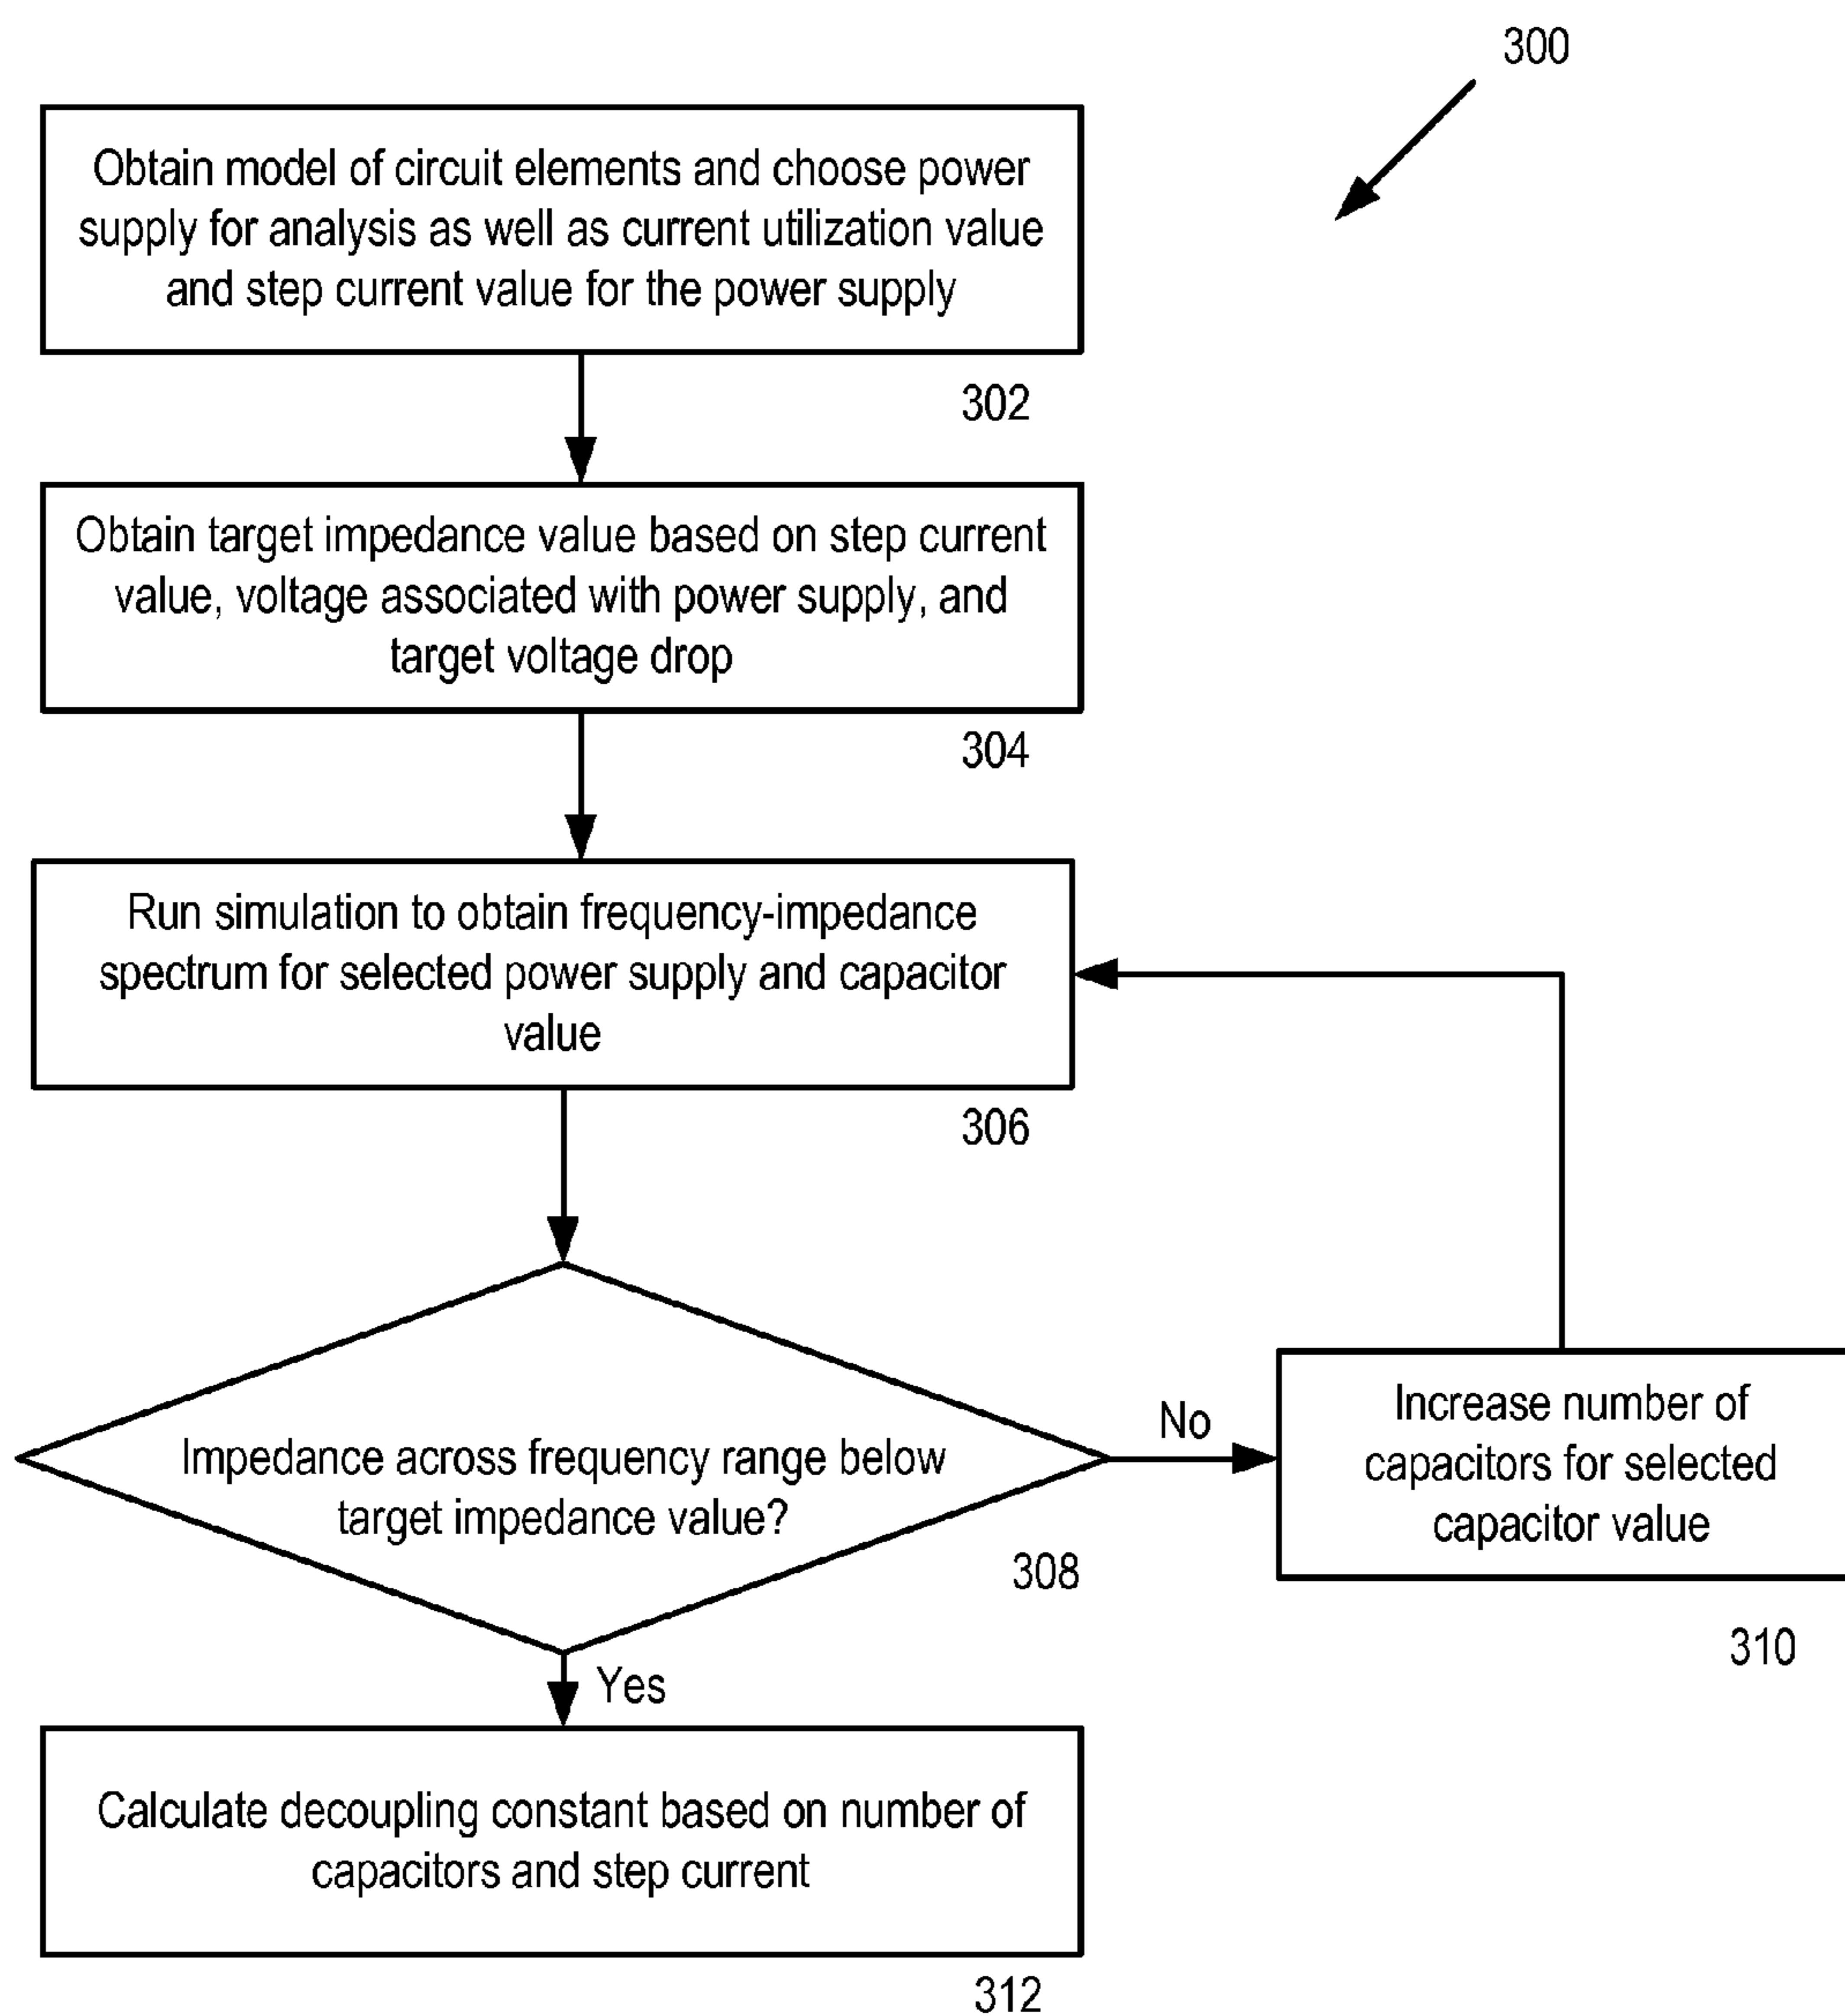 300
Obtain model of circuit elements and choose power
supply for analysis as well as current utilization value
and step current value for the power supply
302
Obtain target impedance value based on step current
value, voltage associated with power supply, and
target voltage drop
304
Run simulation to obtain frequency-impedance
spectrum for selected power supply and capacitor
value
306
Impedance across frequency range below
target impedance value?
308
No
Increase number of
capacitors for selected
capacitor value
310
Yes
Calculate decoupling constant based on number of
capacitors and step current
312